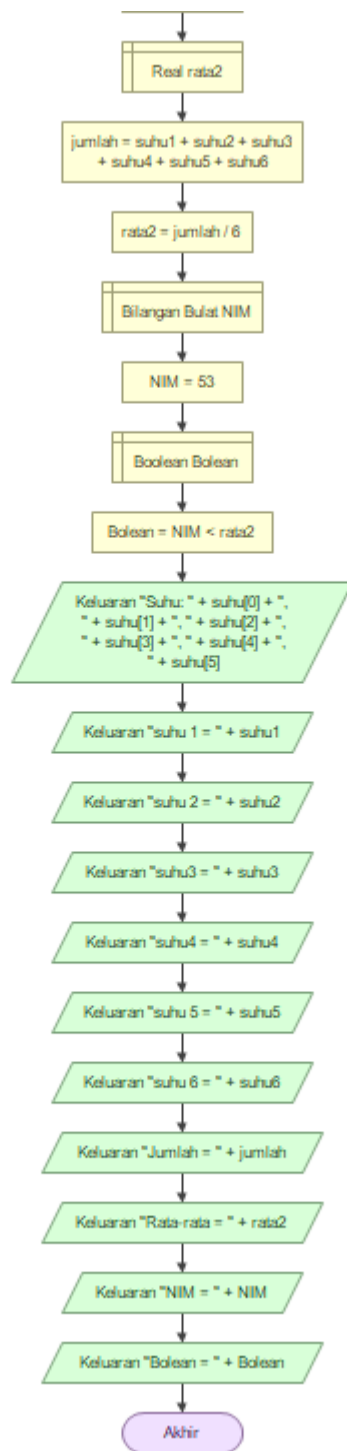 Real rata2
jumlah = suhu1 + suhu2 + suhu3
+ suhu4 + suhu5 + suhu6
rata2 = jumlah / 6
Bilangan Bulat NIM
NIM = 53
Boolean Bolean
Bolean = NIM < rata2
Keluaran "Suhu: " + suhu[0] + ",
" + suhu[1] + ", " + suhu[2] + ",
" + suhu[3] + ", " + suhu[4] + ",
" + suhu[5]
Keluaran "suhu 1 = " + suhu1
Keluaran "suhu 2 = " + suhu2
Keluaran "suhu3 = " + suhu3
Keluaran "suhu4 = " + suhu4
Keluaran "suhu 5 = " + suhu5
Keluaran "suhu 6 = " + suhu6
Keluaran "Jumlah = " + jumlah
Keluaran "Rata-rata = " + rata2
Keluaran "NIM = " + NIM
Keluaran "Bolean = " + Bolean
Akhir